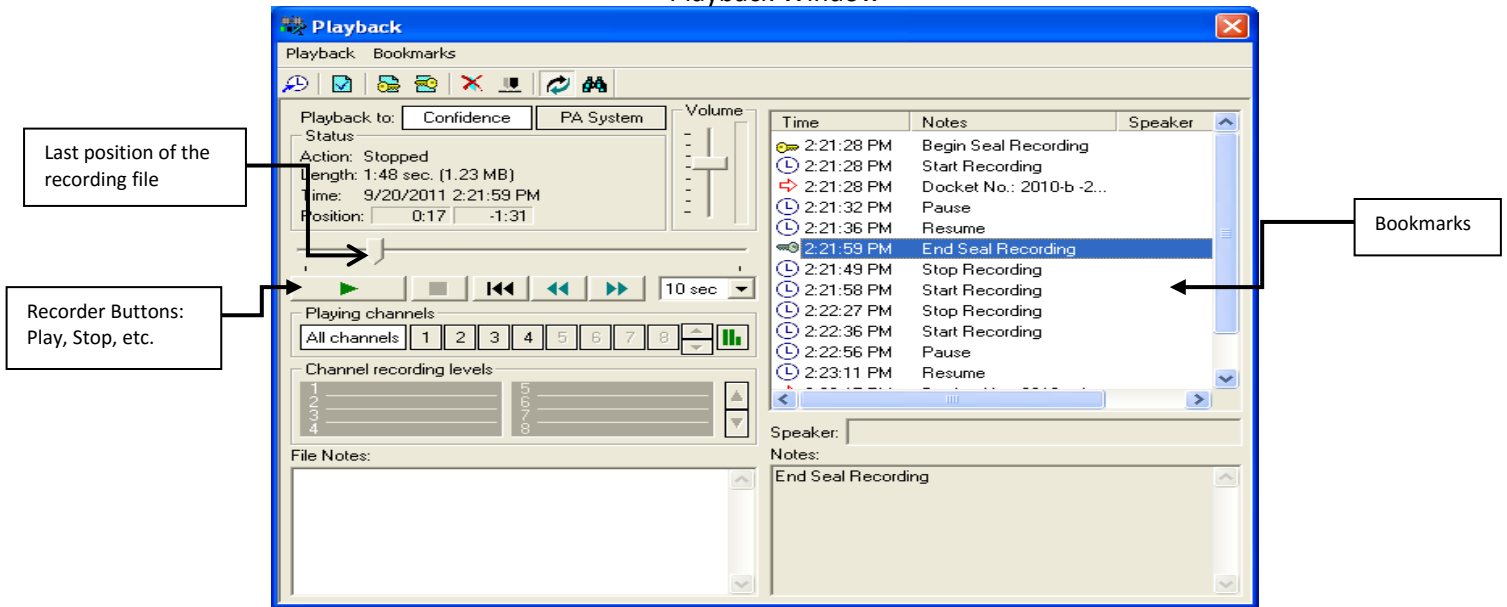 Playback Window
Playback
Playback Bookmarks
Playback to: Confidence PA System
Volume
Status
Action: Stopped
Length: 1:48 sec. (1.23 MB)
Time: 9/20/2011 2:21:59 PM
Position: 0:17 -1:31
10 sec
Playing channels
All channels 1 2 3 4 5 6 7 8
Channel recording levels
1 5
2 6
3 7
4 8
File Notes:
Time Notes Speaker
2:21:28 PM Begin Seal Recording
2:21:28 PM Start Recording
2:21:28 PM Docket No.: 2010-b -2...
2:21:32 PM Pause
2:21:36 PM Resume
2:21:59 PM End Seal Recording
2:21:49 PM Stop Recording
2:21:58 PM Start Recording
2:22:27 PM Stop Recording
2:22:36 PM Start Recording
2:22:56 PM Pause
2:23:11 PM Resume
Speaker:
Notes:
End Seal Recording
Last position of the
recording file
Recorder Buttons:
Play, Stop, etc.
Bookmarks